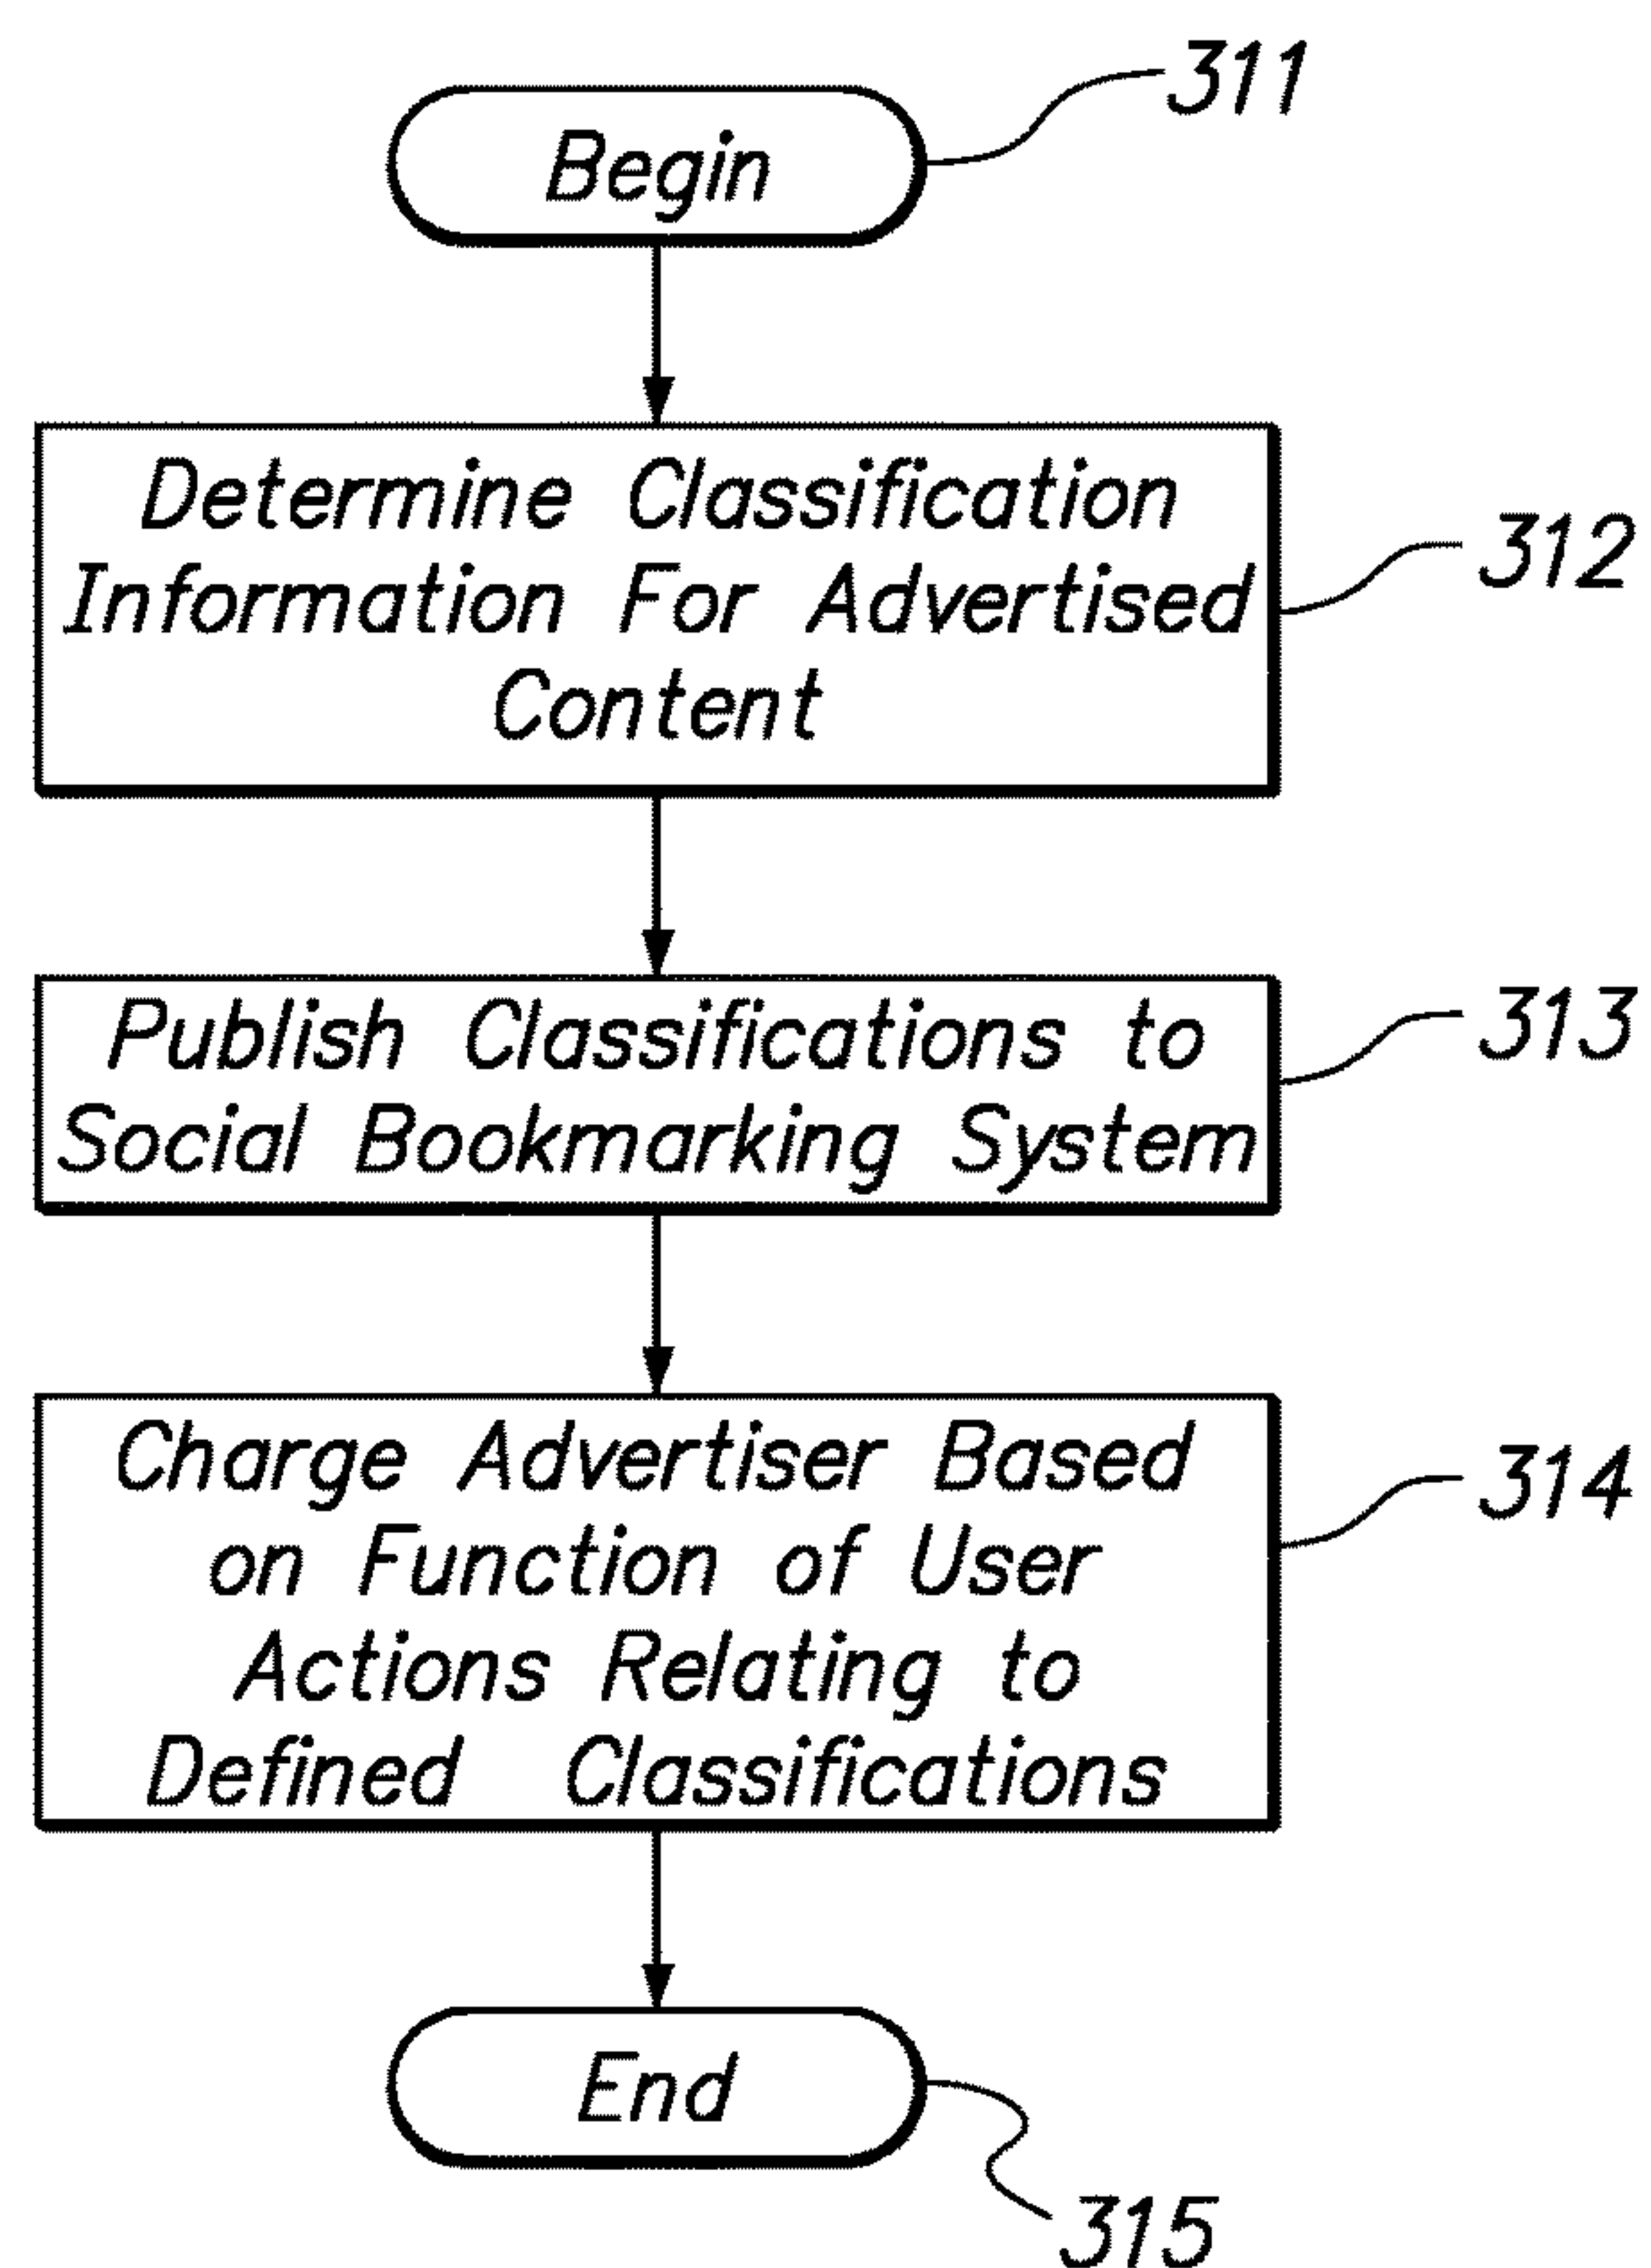 311
Begin
Determine Classification
Information For Advertised
Content
312
Publish Classifications to
Social Bookmarking System
313
Charge Advertiser Based
on Function of User
Actions Relating to
Defined Classifications
314
End
315